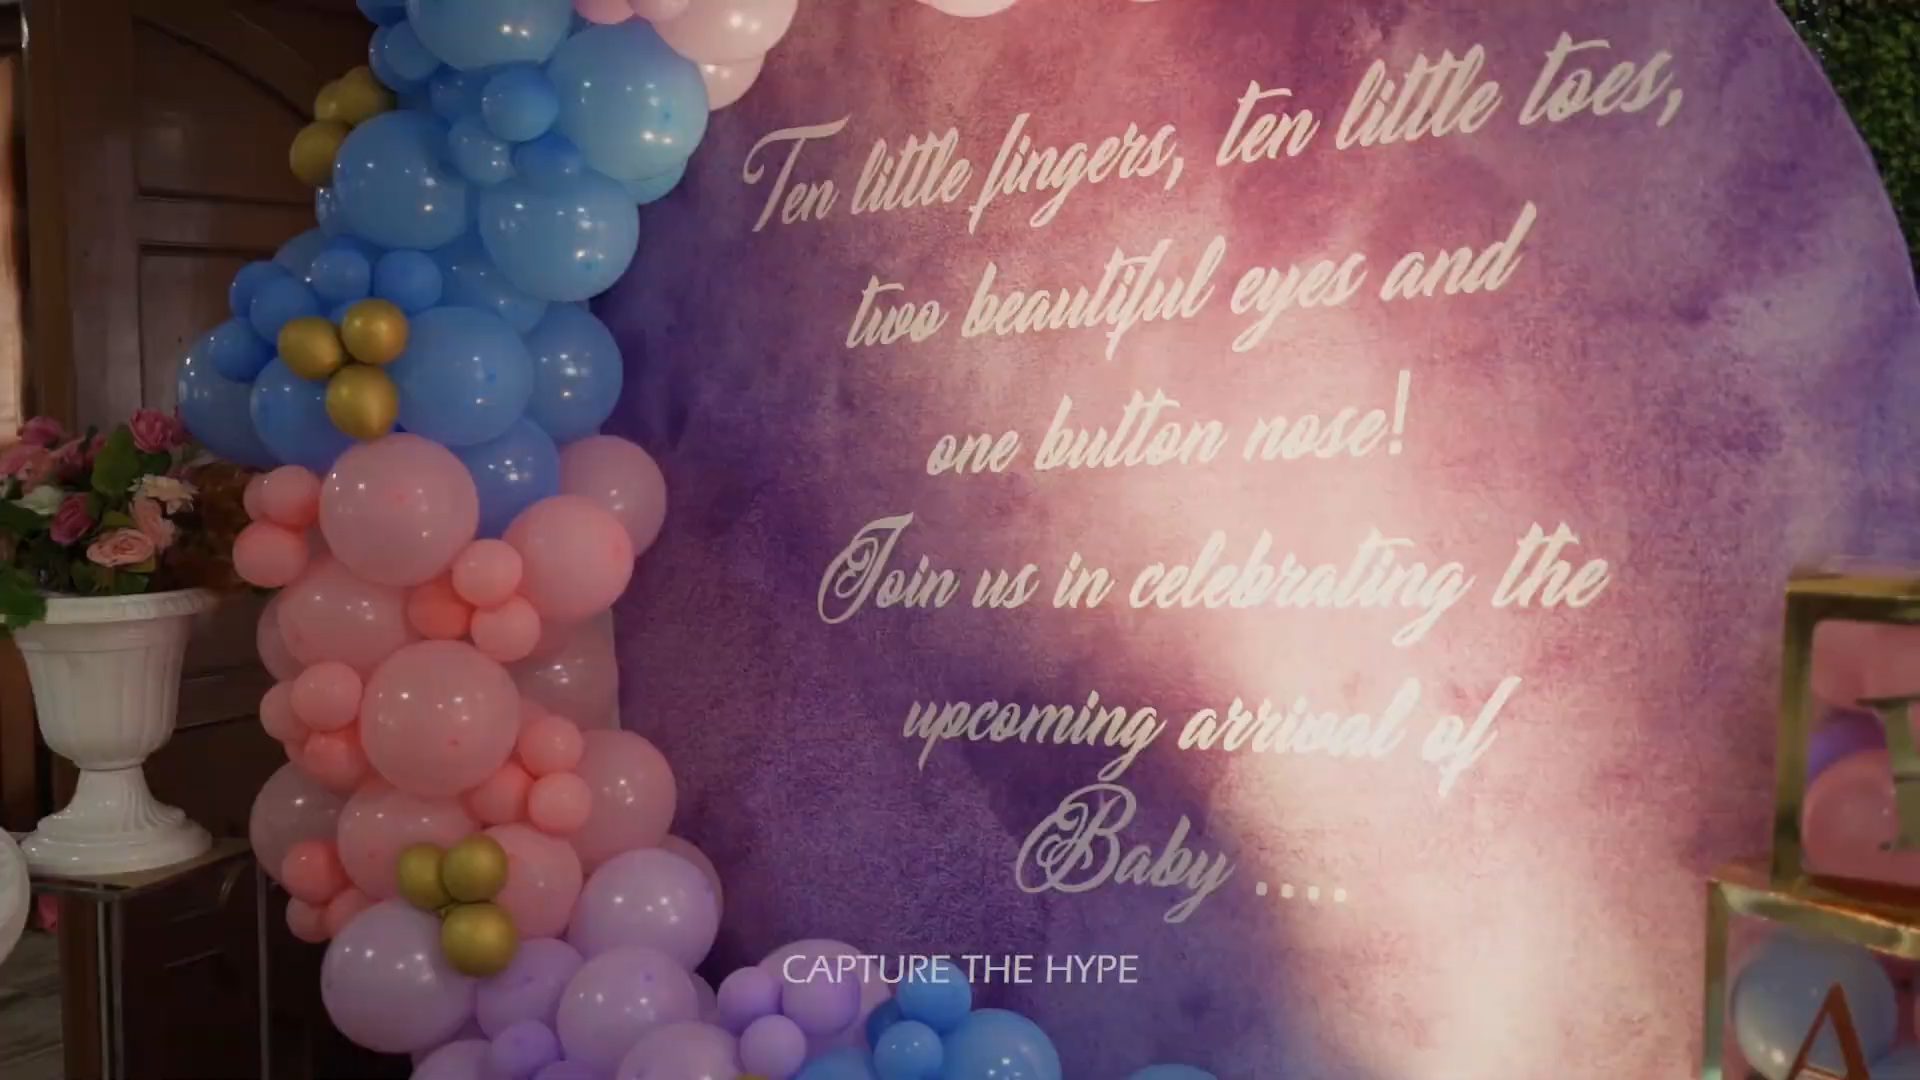 Ten little fingers, ten little toes,
two beautiful eyes and
one button nose!
Join us in celebrating the
upcoming arrival of
Baby ....
CAPTURE THE HYPE
A